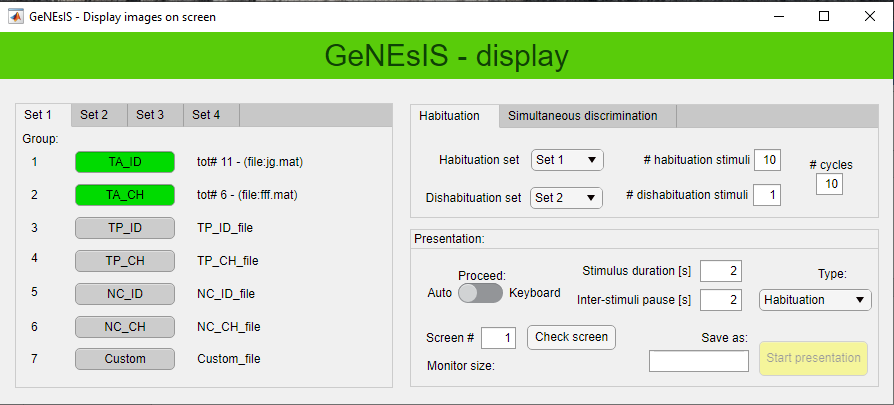 GeNEsIS - Display images on screen
GeNEsIS - display
Set 1 Set 2 Set 3 Set 4
Group:
1 TA_ID tot# 11 - (file:jg.mat)
2 TA_CH tot# 6 - (file:fff.mat)
3 TP_ID TP_ID_file
4 TP_CH TP_CH_file
5 NC_ID NC_ID_file
6 NC_CH NC_CH_file
7 Custom Custom_file
Habituation Simultaneous discrimination
Habituation set Set 1 # habituation stimuli 10 # cycles
Dishabituation set Set 2 # dishabituation stimuli 1 10
Presentation:
Proceed: Stimulus duration [s] 2 Type:
Auto Keyboard Inter-stimuli pause [s] 2 Habituation
Screen # 1 Check screen Save as:
Monitor size: Start presentation